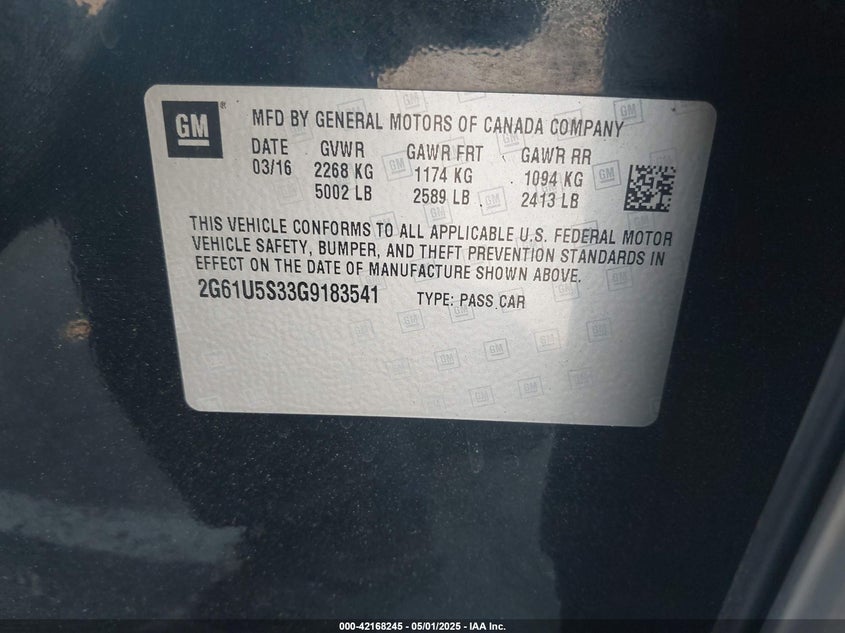 GM ®
MFD BY GENERAL MOTORS OF CANADA COMPANY
DATE GVWR GAWR FRT GAWR RR
03/16 2268 KG 1174 KG 1094 KG
5002 LB 2589 LB 2413 LB
THIS VEHICLE CONFORMS TO ALL APPLICABLE U.S. FEDERAL MOTOR
VEHICLE SAFETY, BUMPER, AND THEFT PREVENTION STANDARDS IN
EFFECT ON THE DATE OF MANUFACTURE SHOWN ABOVE.
2G61U5S33G9183541 TYPE: PASS CAR
000-42168245 - 05/01/2025 - IAA Inc.